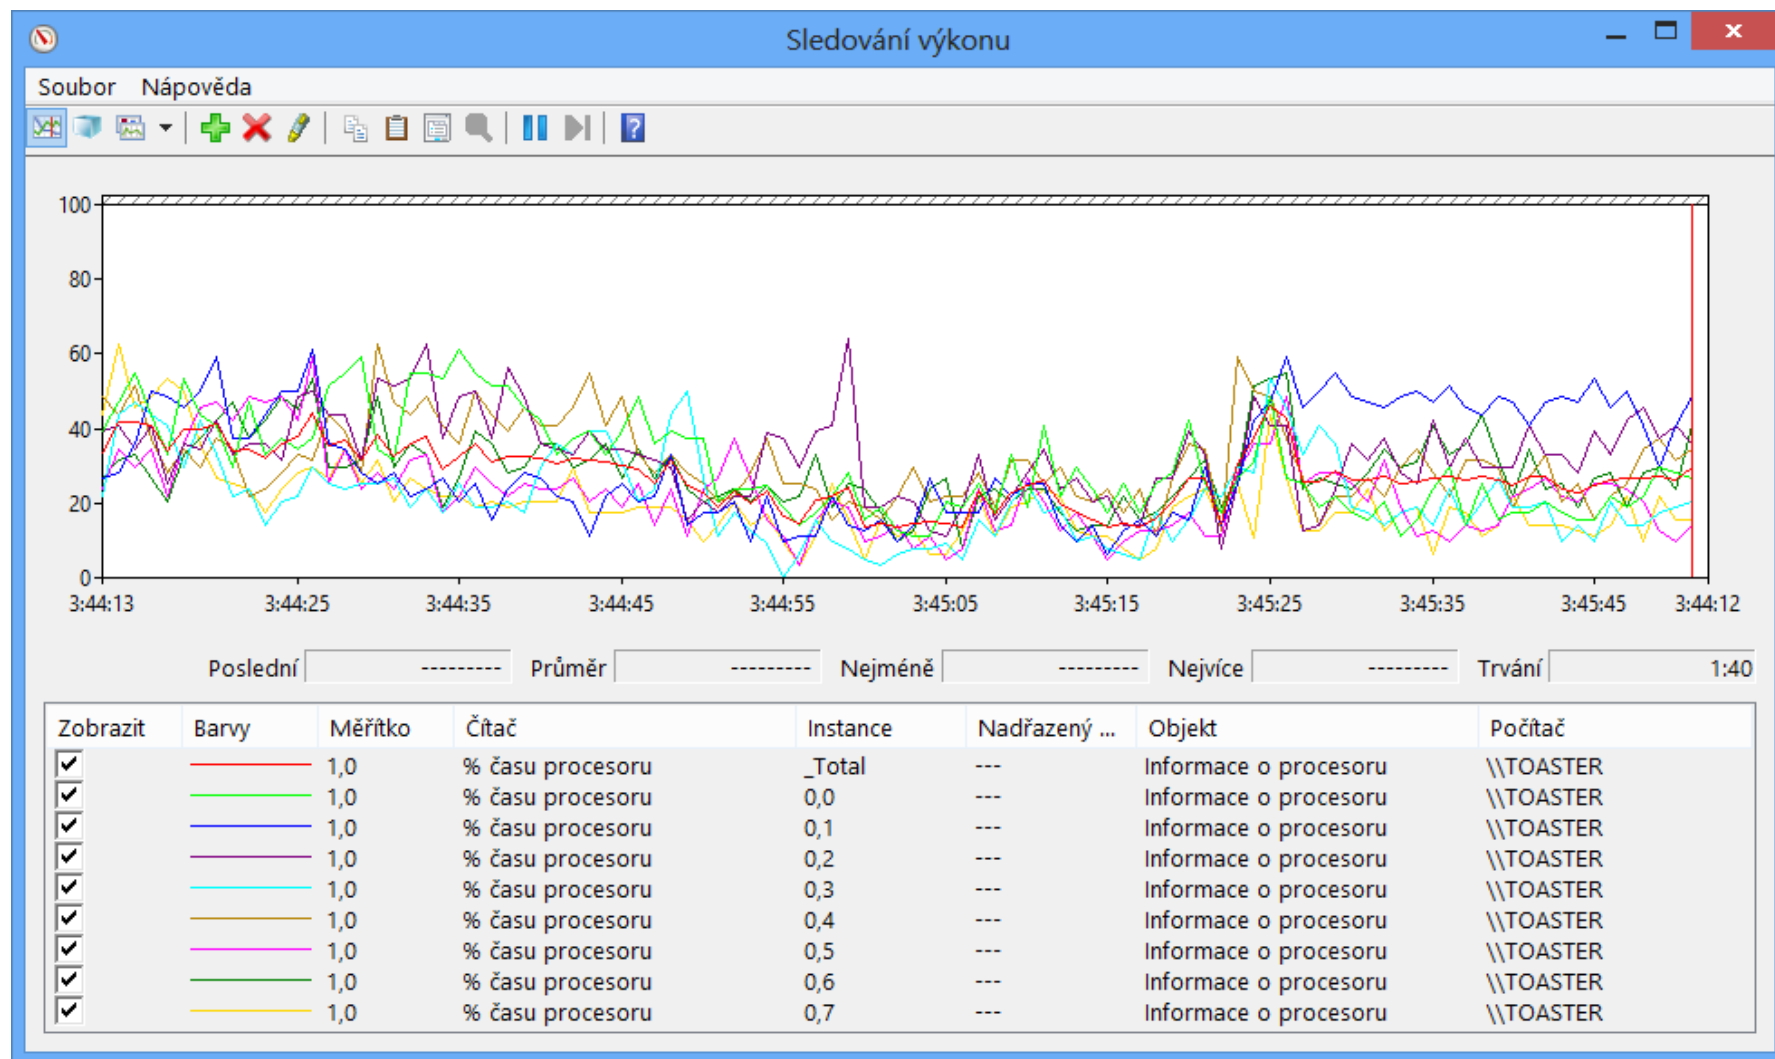 Sledování výkonu
Soubor Nápověda
100
80
60
40
20
0
3:44:13 3:44:25 3:44:35 3:44:45 3:44:55 3:45:05 3:45:15 3:45:25 3:45:35 3:45:45 3:44:12
Poslední --------- Průměr --------- Nejméně --------- Nejvíce --------- Trvání 1:40
Zobrazit Barvy Měřítko Čítač Instance Nadřazený ... Objekt Počítač
1,0 % času procesoru _Total --- Informace o procesoru \\TOASTER
1,0 % času procesoru 0,0 --- Informace o procesoru \\TOASTER
1,0 % času procesoru 0,1 --- Informace o procesoru \\TOASTER
1,0 % času procesoru 0,2 --- Informace o procesoru \\TOASTER
1,0 % času procesoru 0,3 --- Informace o procesoru \\TOASTER
1,0 % času procesoru 0,4 --- Informace o procesoru \\TOASTER
1,0 % času procesoru 0,5 --- Informace o procesoru \\TOASTER
1,0 % času procesoru 0,6 --- Informace o procesoru \\TOASTER
1,0 % času procesoru 0,7 --- Informace o procesoru \\TOASTER